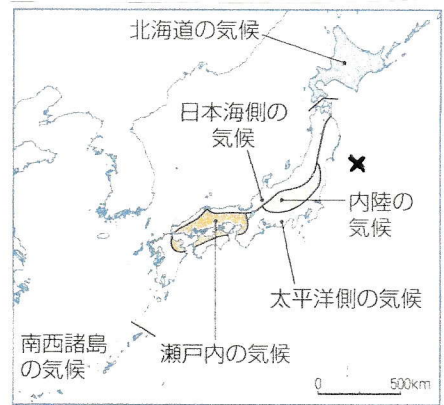 北海道の気候
日本海側の
気候
内陸の
気候
太平洋側の気候
南西諸島
の気候
瀬戸内の気候
0 500km